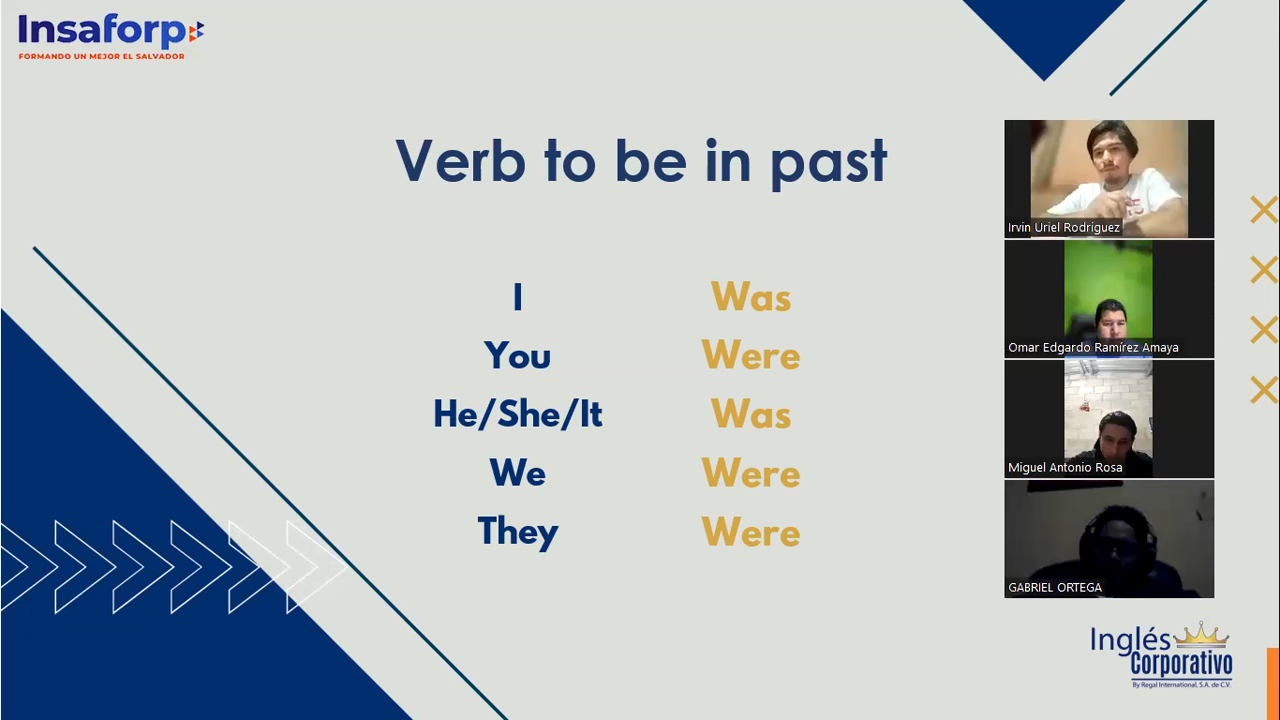 Insaforp
FORMANDO UN MEJOR EL SALVADOR
Verb to be in past
I Was
You Were
He/She/It Was
We Were
They Were
Irvin Uriel Rodriguez
Omar Edgardo Ramírez Amaya
Miguel Antonio Rosa
GABRIEL ORTEGA
Inglés
Corporativo
By Regal International, S.A. de C.V.